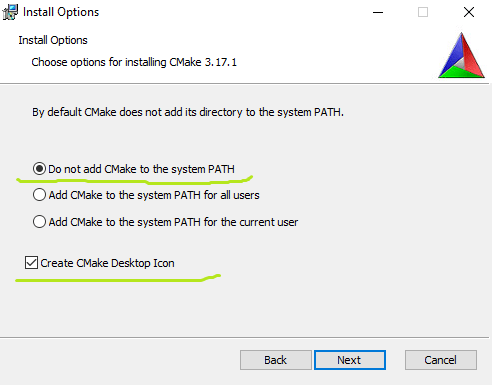 Install Options
Install Options
Choose options for installing CMake 3.17.1
By default CMake does not add its directory to the system PATH.
Do not add CMake to the system PATH
Add CMake to the system PATH for all users
Add CMake to the system PATH for the current user
Create CMake Desktop Icon
Back Next Cancel